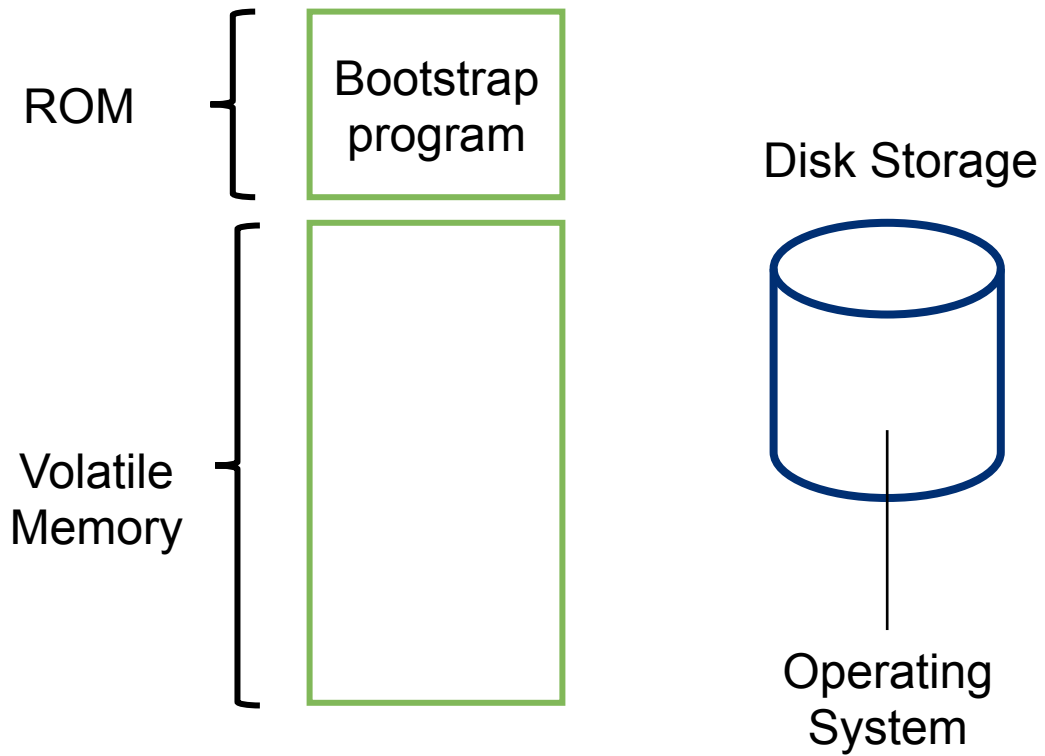 ROM
Bootstrap
program
Disk Storage
Volatile
Memory
Operating
System